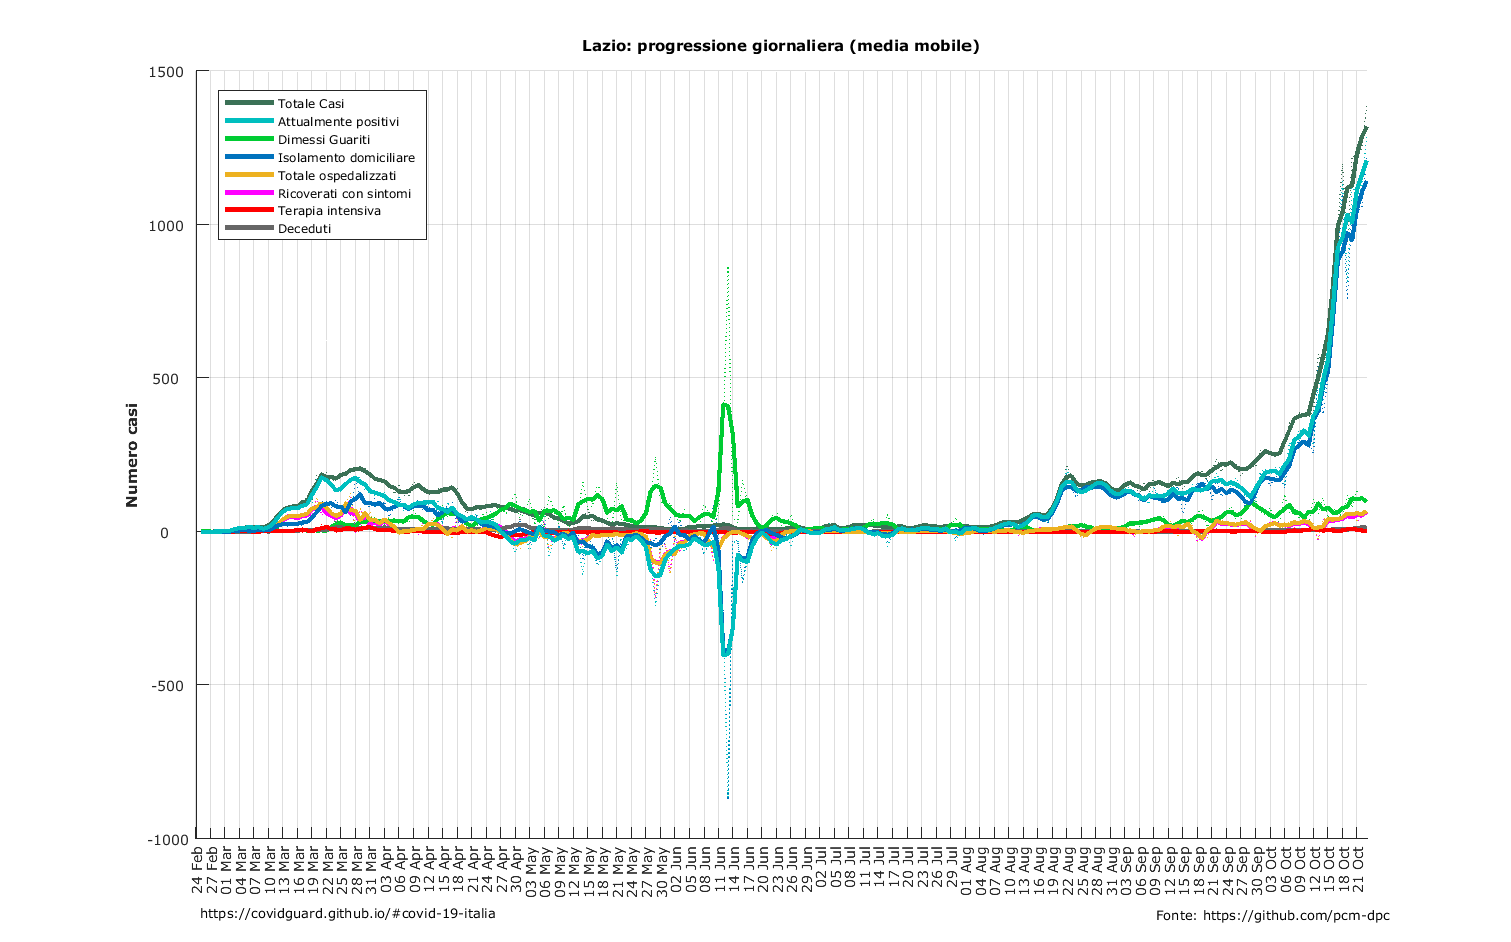 Lazio: progressione giornaliera (media mobile)
1500
1000
500
0
-500
-1000
Numero casi
Totale Casi
Attualmente positivi
Dimessi Guariti
Isolamento domiciliare
Totale ospedalizzati
Ricoverati con sintomi
Terapia intensiva
Deceduti
24 Feb
27 Feb
01 Mar
04 Mar
07 Mar
10 Mar
13 Mar
16 Mar
19 Mar
22 Mar
25 Mar
28 Mar
31 Mar
03 Apr
06 Apr
09 Apr
12 Apr
15 Apr
18 Apr
21 Apr
24 Apr
27 Apr
30 Apr
03 May
06 May
09 May
12 May
15 May
18 May
21 May
24 May
27 May
30 May
02 Jun
05 Jun
08 Jun
11 Jun
14 Jun
17 Jun
20 Jun
23 Jun
26 Jun
29 Jun
02 Jul
05 Jul
08 Jul
11 Jul
14 Jul
17 Jul
20 Jul
23 Jul
26 Jul
29 Jul
01 Aug
04 Aug
07 Aug
10 Aug
13 Aug
16 Aug
19 Aug
22 Aug
25 Aug
28 Aug
31 Aug
03 Sep
06 Sep
09 Sep
12 Sep
15 Sep
18 Sep
21 Sep
24 Sep
27 Sep
30 Sep
03 Oct
06 Oct
09 Oct
12 Oct
15 Oct
18 Oct
21 Oct
https://covidguard.github.io/#covid-19-italia
Fonte: https://github.com/pcm-dpc